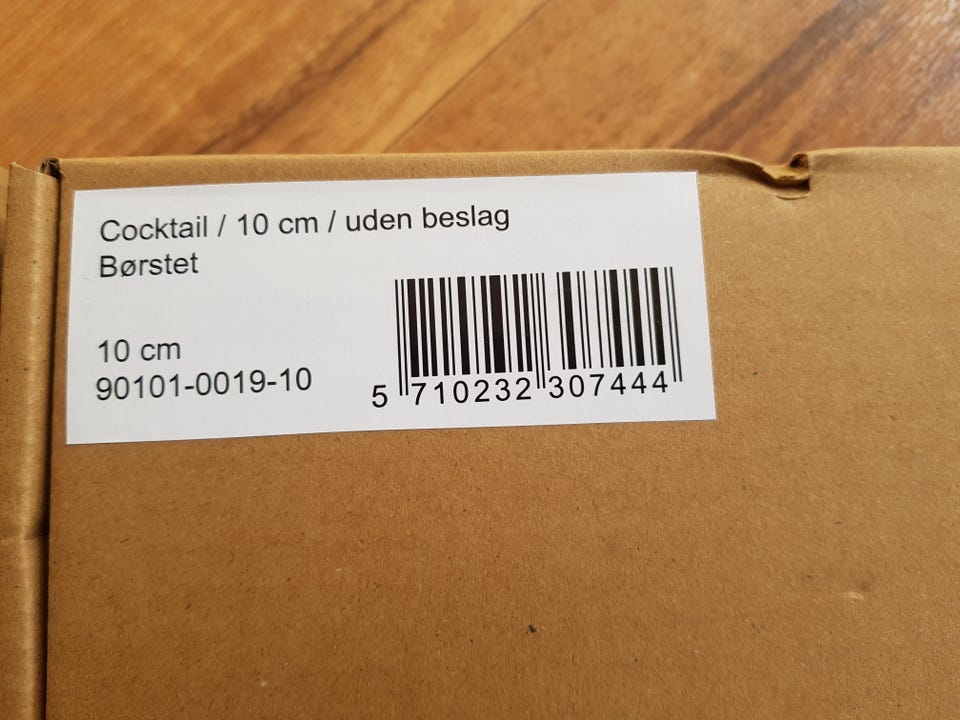 Cocktail / 10 cm / uden beslag
Børstet
10 cm
90101-0019-10
5 710232 307444